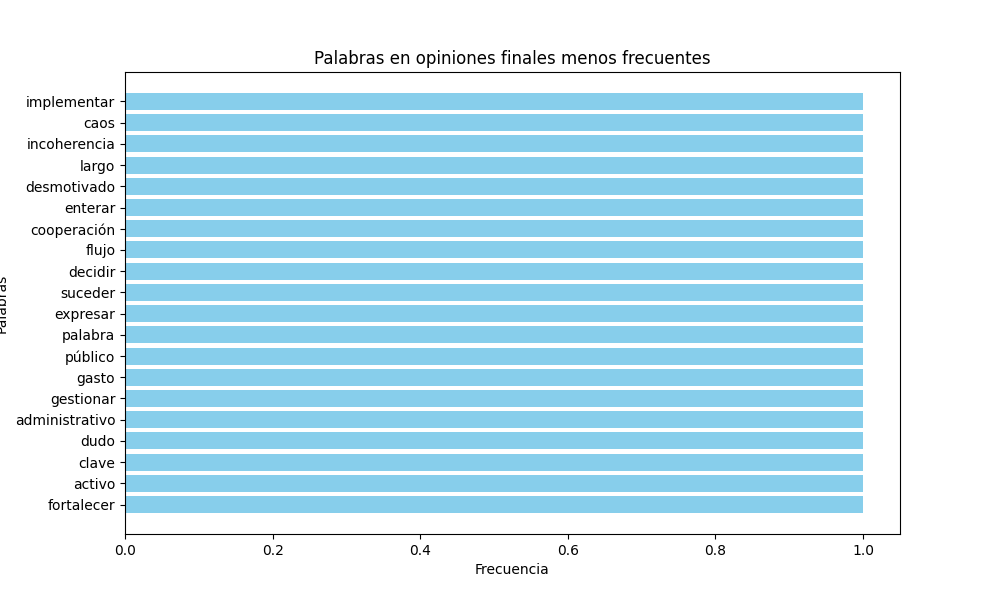 Palabras en opiniones finales menos frecuentes
implementar
caos
incoherencia
largo
desmotivado
enterar
cooperación
flujo
decidir
suceder
expresar
palabra
público
gasto
gestionar
administrativo
dudo
clave
activo
fortalecer
Palabras
0.0 0.2 0.4 0.6 0.8 1.0
Frecuencia